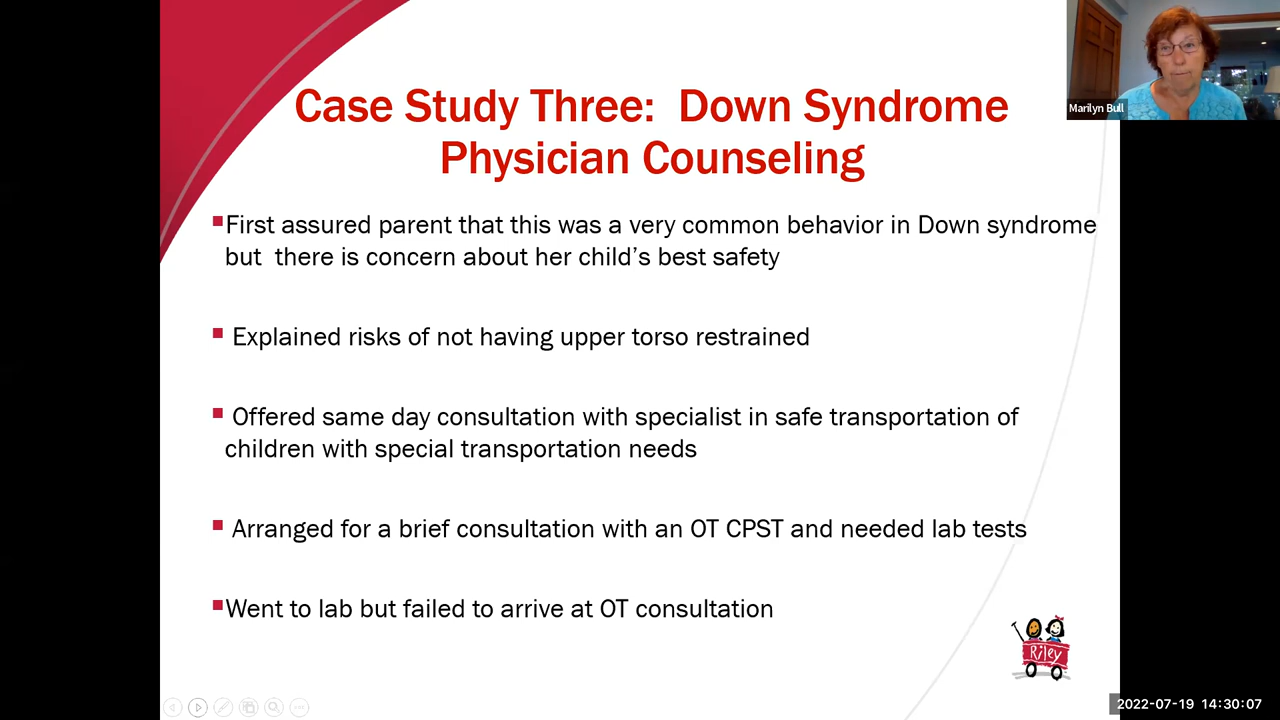 Case Study Three:  Down Syndrome
Physician Counseling
Marilyn Bull
▪First assured parent that this was a very common behavior in Down syndrome
but  there is concern about her child’s best safety
▪ Explained risks of not having upper torso restrained
▪ Offered same day consultation with specialist in safe transportation of
children with special transportation needs
▪ Arranged for a brief consultation with an OT CPST and needed lab tests
▪Went to lab but failed to arrive at OT consultation
Riley
2022-07-19 14:30:07